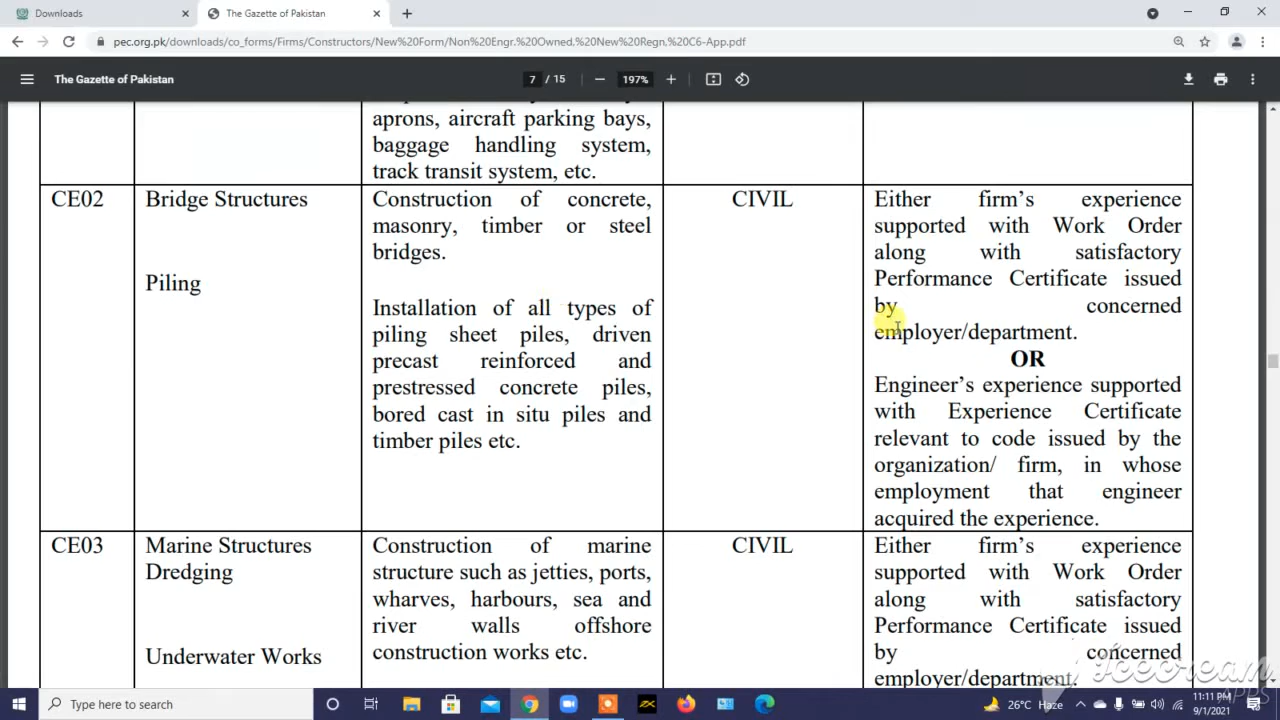 Downloads
The Gazette of Pakistan
pec.org.pk/downloads/co_forms/Firms/Constructors/New%20Form/Non%20Engr.%20Owned,%20New%20Regn,%20C6-App.pdf
The Gazette of Pakistan
7 / 15
197%
aprons, aircraft parking bays,
baggage handling system,
track transit system, etc.
CE02
Bridge Structures
Piling
Construction of concrete,
masonry, timber or steel
bridges.
Installation of all types of
piling sheet piles, driven
precast reinforced and
prestressed concrete piles,
bored cast in situ piles and
timber piles etc.
CIVIL
Either firm's experience
supported with Work Order
along with satisfactory
Performance Certificate issued
by concerned
employer/department.
OR
Engineer's experience supported
with Experience Certificate
relevant to code issued by the
organization/ firm, in whose
employment that engineer
acquired the experience.
CE03
Marine Structures
Dredging
Underwater Works
Construction of marine
structure such as jetties, ports,
wharves, harbours, sea and
river walls offshore
construction works etc.
CIVIL
Either firm's experience
supported with Work Order
along with satisfactory
Performance Certificate issued
by concerned
employer/department.
Icecream
APPS
Type here to search
26°C Haze
11:11 PM
9/1/2021